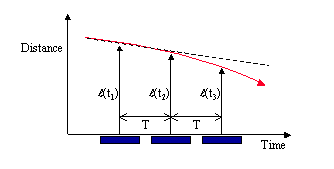 Distance
ℓ(t₁) ℓ(t₂) ℓ(t₃)
T T
Time